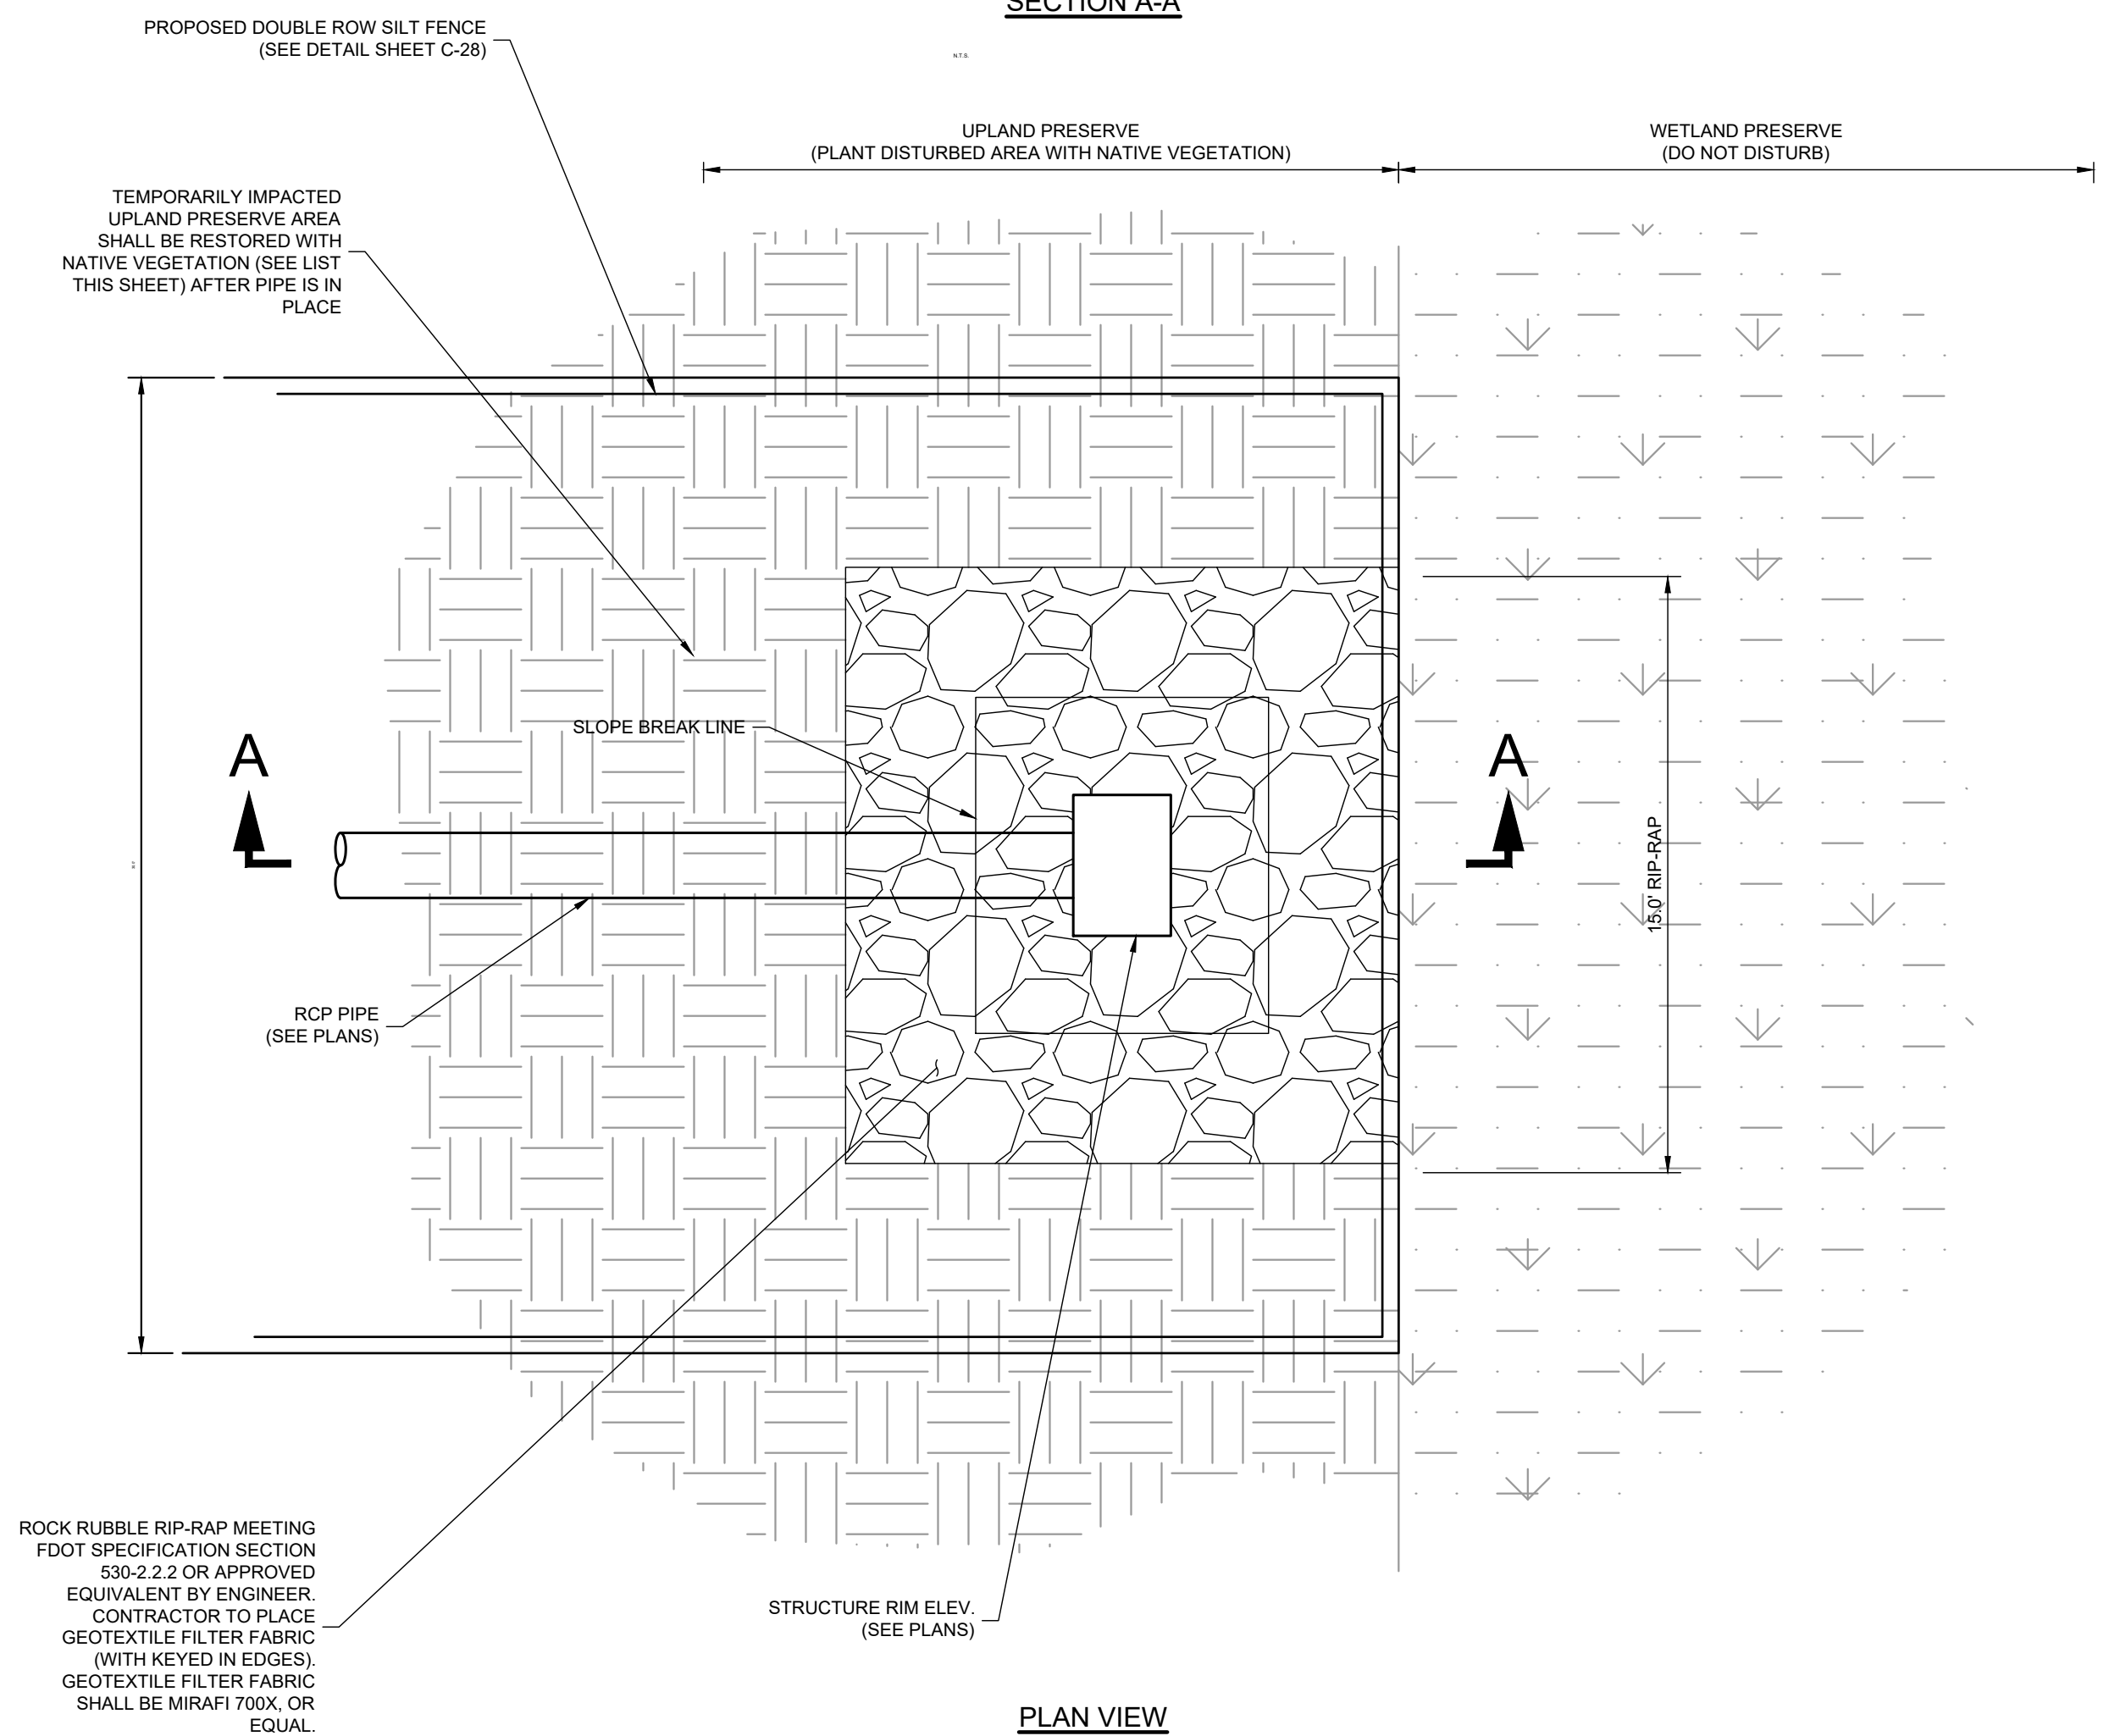 SECTION A-A
N.T.S.
PROPOSED DOUBLE ROW SILT FENCE
(SEE DETAIL SHEET C-28)
UPLAND PRESERVE
(PLANT DISTURBED AREA WITH NATIVE VEGETATION)
WETLAND PRESERVE
(DO NOT DISTURB)
TEMPORARILY IMPACTED
UPLAND PRESERVE AREA
SHALL BE RESTORED WITH
NATIVE VEGETATION (SEE LIST
THIS SHEET) AFTER PIPE IS IN
PLACE
SLOPE BREAK LINE
A
A
15.0' RIP-RAP
RCP PIPE
(SEE PLANS)
ROCK RUBBLE RIP-RAP MEETING
FDOT SPECIFICATION SECTION
530-2.2.2 OR APPROVED
EQUIVALENT BY ENGINEER.
CONTRACTOR TO PLACE
GEOTEXTILE FILTER FABRIC
(WITH KEYED IN EDGES).
GEOTEXTILE FILTER FABRIC
SHALL BE MIRAFI 700X, OR
EQUAL.
STRUCTURE RIM ELEV.
(SEE PLANS)
PLAN VIEW